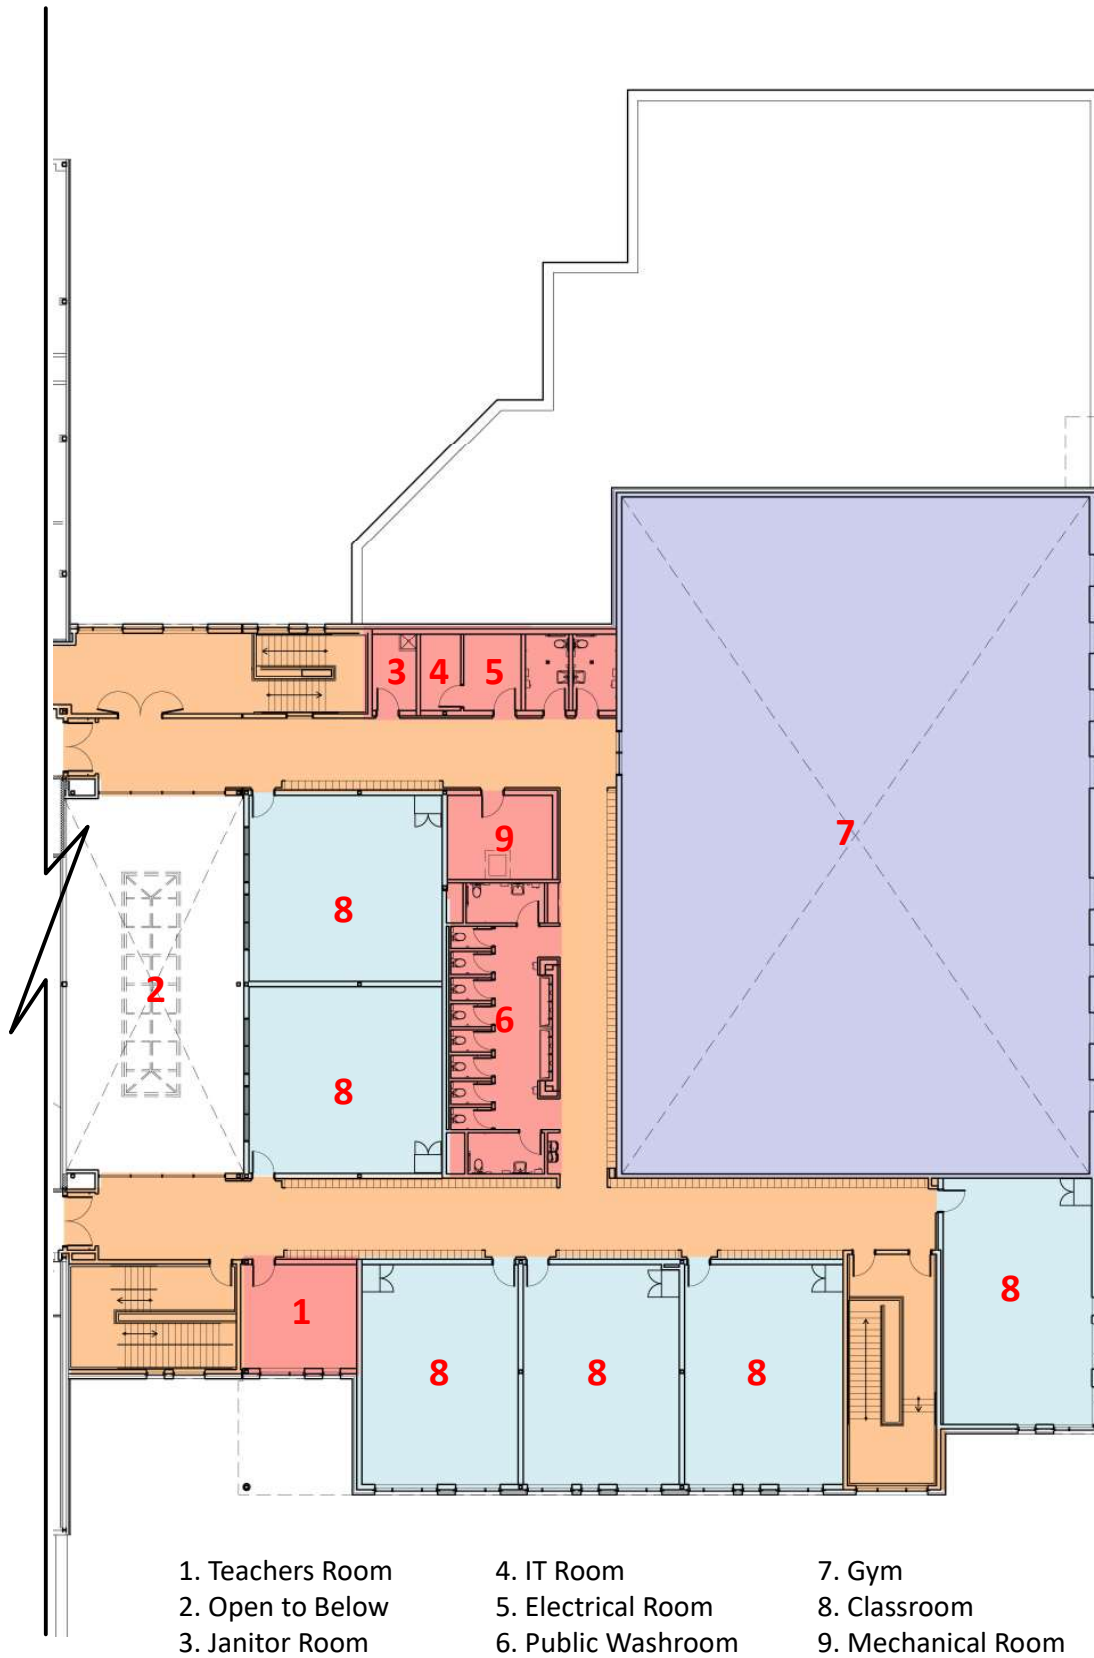 3
4
5
7
9
8
2
6
8
1
8
8
8
8
1. Teachers Room
2. Open to Below
3. Janitor Room
4. IT Room
5. Electrical Room
6. Public Washroom
7. Gym
8. Classroom
9. Mechanical Room